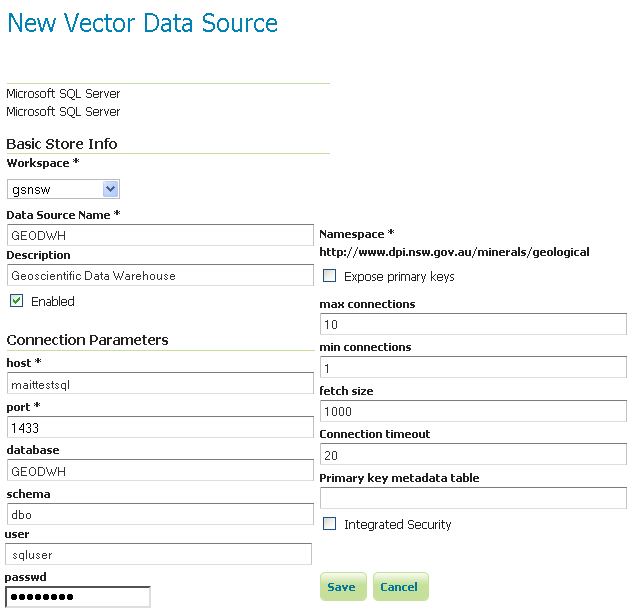 New Vector Data Source
Microsoft SQL Server
Microsoft SQL Server
Basic Store Info
Workspace *
gsnsw
Data Source Name *
GEODWH
Description
Geoscientific Data Warehouse
Enabled
Connection Parameters
host *
maittestsql
port *
1433
database
GEODWH
schema
dbo
user
sqluser
passwd
●●●●●●●●
Namespace *
http://www.dpi.nsw.gov.au/minerals/geological
Expose primary keys
max connections
10
min connections
1
fetch size
1000
Connection timeout
20
Primary key metadata table
Integrated Security
Save
Cancel